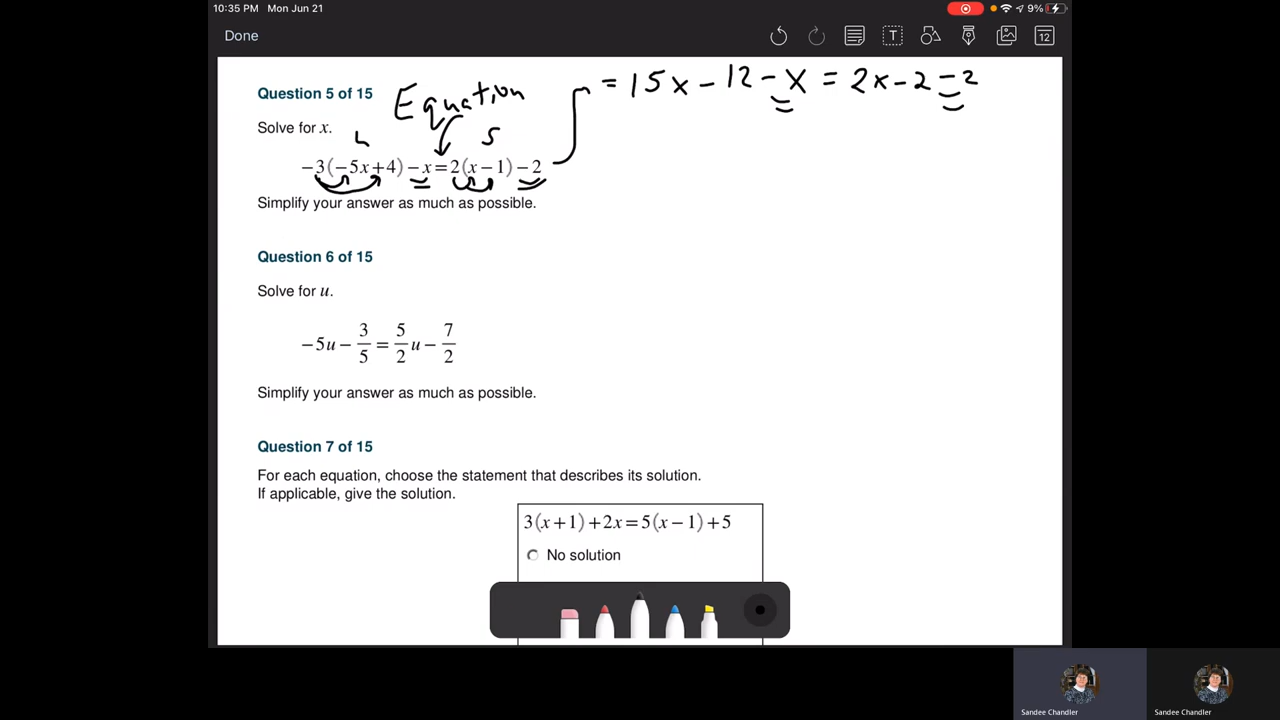 10:35 PM Mon Jun 21
9%
Done
12
= 15x - 12 - x = 2x - 2 - 2
Question 5 of 15
Equation
Solve for x.
5
−3(−5x+4)−x=2(x−1)−2
Simplify your answer as much as possible.
Question 6 of 15
Solve for u.
−5u − 3/5 = 5/2 u − 7/2
Simplify your answer as much as possible.
Question 7 of 15
For each equation, choose the statement that describes its solution.
If applicable, give the solution.
3(x+1)+2x=5(x−1)+5
No solution
Sandee Chandler
Sandee Chandler